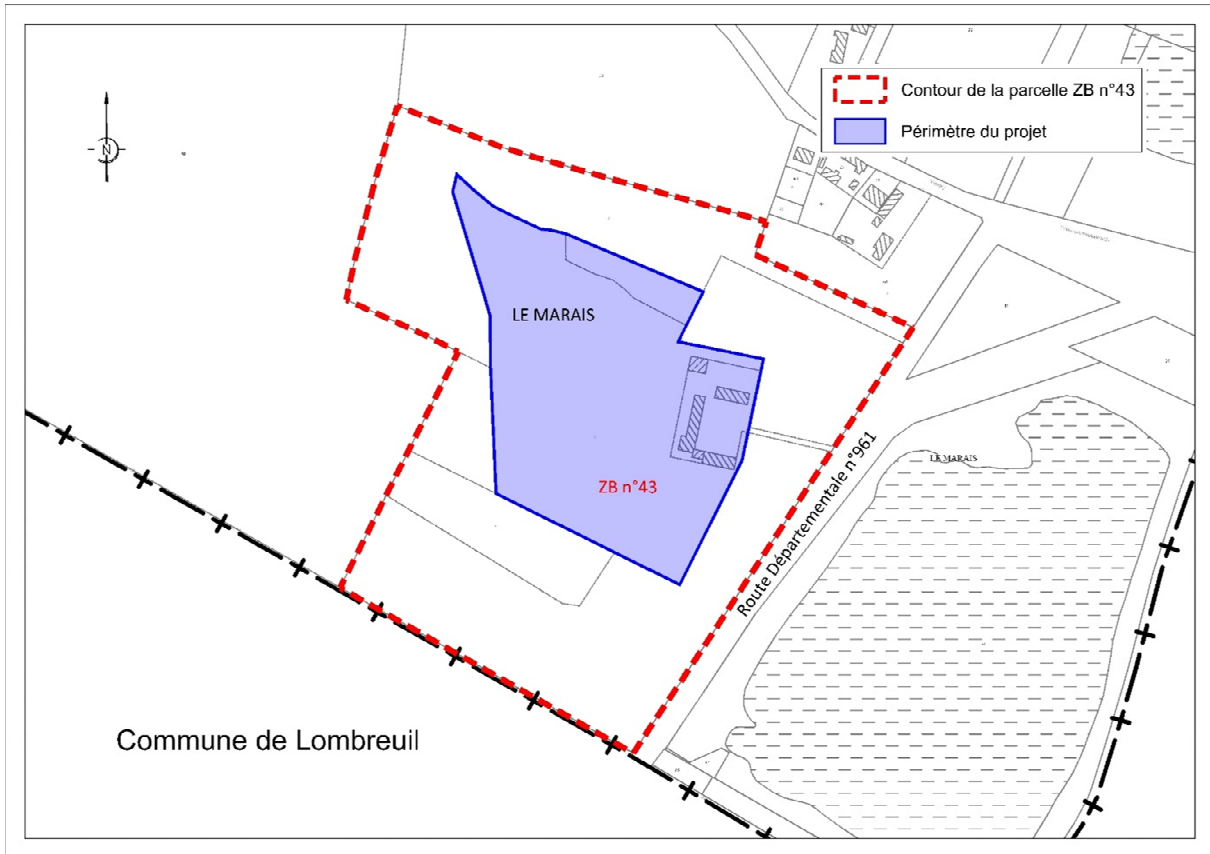 Contour de la parcelle ZB n°43
Périmètre du projet
N
LE MARAIS
ZB n°43
Route Départementale n°961
LE MARAIS
Commune de Lombreuil